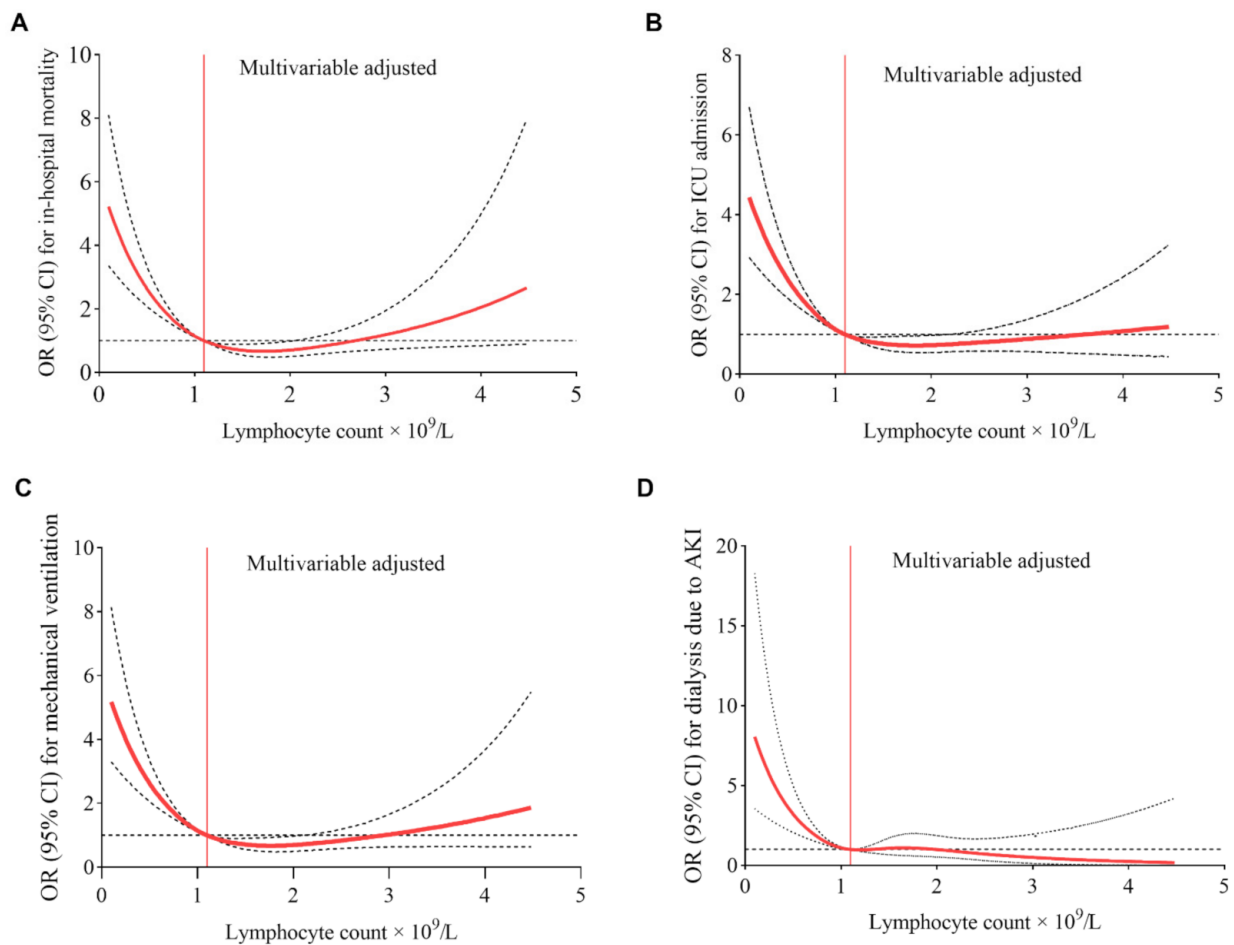 A
OR (95% CI) for in-hospital mortality
Multivariable adjusted
10
8
6
4
2
0
0 1 2 3 4 5
Lymphocyte count × 10⁹/L
B
OR (95% CI) for ICU admission
Multivariable adjusted
8
6
4
2
0
0 1 2 3 4 5
Lymphocyte count × 10⁹/L
C
OR (95% CI) for mechanical ventilation
Multivariable adjusted
10
8
6
4
2
0
0 1 2 3 4 5
Lymphocyte count × 10⁹/L
D
OR (95% CI) for dialysis due to AKI
Multivariable adjusted
20
15
10
5
0
0 1 2 3 4 5
Lymphocyte count × 10⁹/L